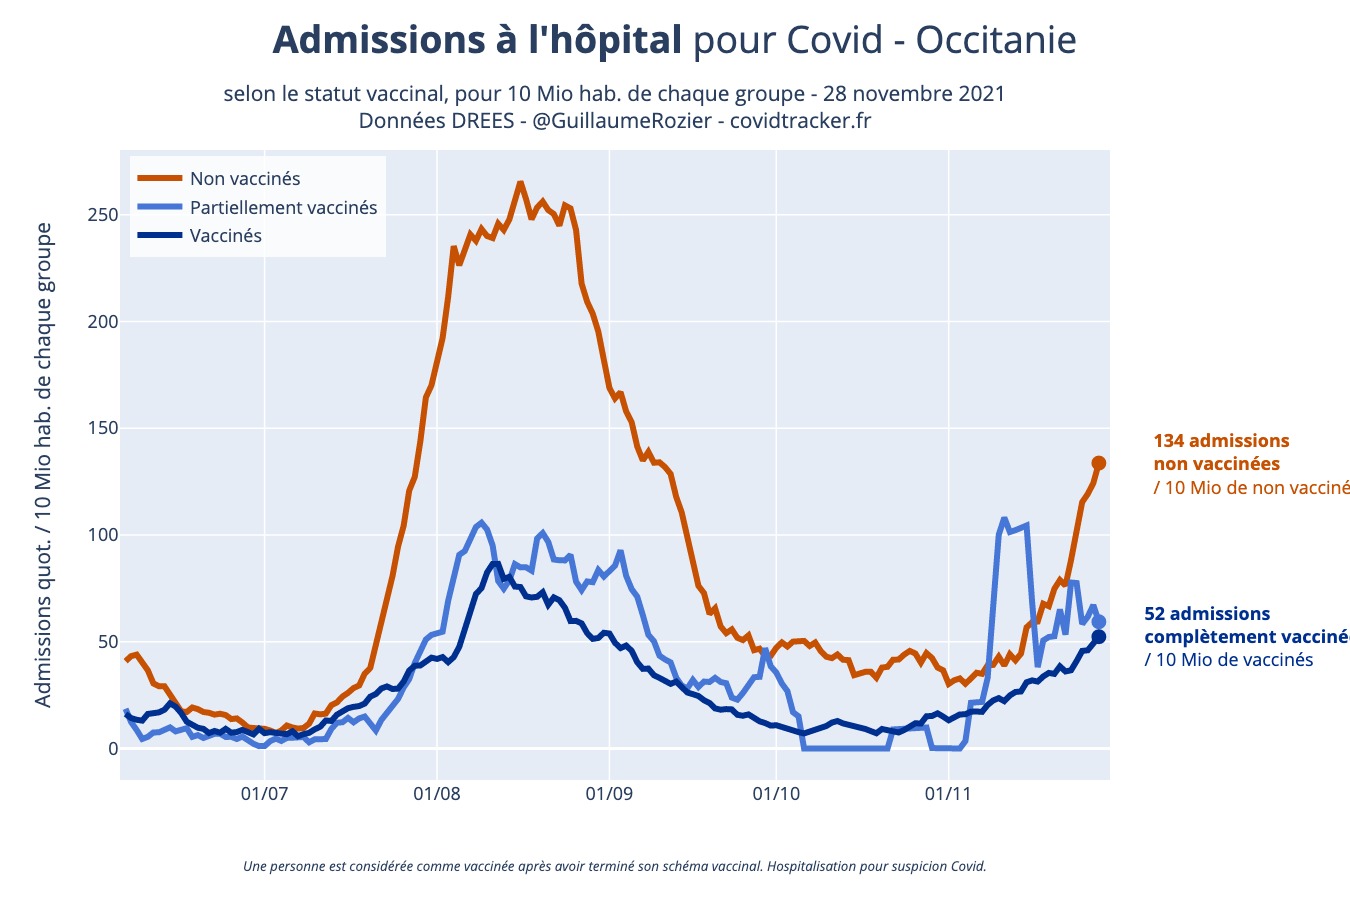 Admissions à l'hôpital pour Covid - Occitanie
selon le statut vaccinal, pour 10 Mio hab. de chaque groupe - 28 novembre 2021
Données DREES - @GuillaumeRozier - covidtracker.fr
Non vaccinés
Partiellement vaccinés
Vaccinés
Admissions quot. / 10 Mio hab. de chaque groupe
250
200
150
100
50
0
01/07
01/08
01/09
01/10
01/11
134 admissions
non vaccinées
/ 10 Mio de non vacciné
52 admissions
complètement vacciné
/ 10 Mio de vaccinés
Une personne est considérée comme vaccinée après avoir terminé son schéma vaccinal. Hospitalisation pour suspicion Covid.